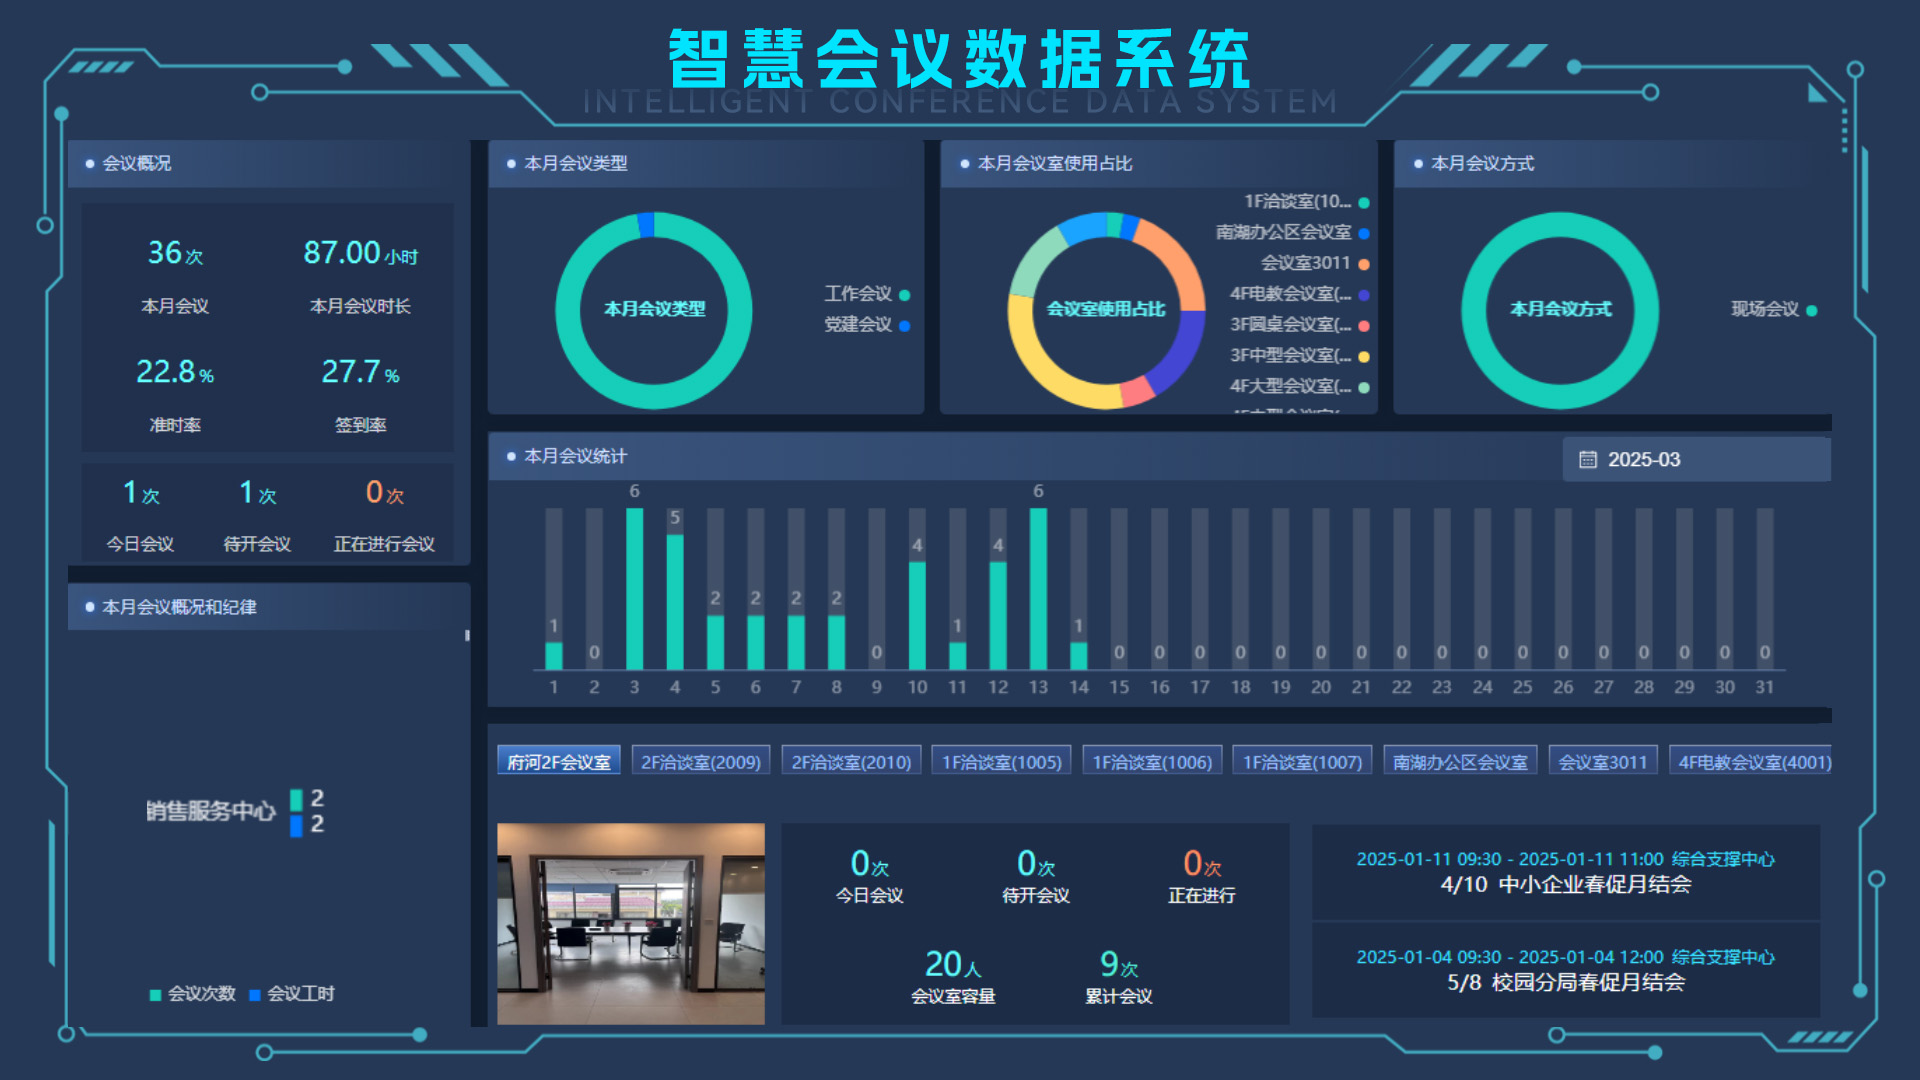 智慧会议数据系统
INTELLIGENT CONFERENCE DATA SYSTEM
会议概况
36次
87.00小时
本月会议
本月会议时长
22.8%
27.7%
准时率
签到率
1次
1次
0次
今日会议
待开会议
正在进行会议
本月会议概况和纪律
销售服务中心
2
2
会议次数
会议工时
本月会议类型
本月会议类型
工作会议
党建会议
本月会议室使用占比
会议室使用占比
1F洽谈室(10...
南湖办公区会议室
会议室3011
4F电教会议室(...
3F圆桌会议室(...
3F中型会议室(...
4F大型会议室(...
本月会议方式
本月会议方式
现场会议
本月会议统计
2025-03
1 0 6 5 2 2 2 2 0 4 1 4 6 1 0 0 0 0 0 0 0 0 0 0 0 0 0 0 0 0 0
1 2 3 4 5 6 7 8 9 10 11 12 13 14 15 16 17 18 19 20 21 22 23 24 25 26 27 28 29 30 31
府河2F会议室
2F洽谈室(2009)
2F洽谈室(2010)
1F洽谈室(1005)
1F洽谈室(1006)
1F洽谈室(1007)
南湖办公区会议室
会议室3011
4F电教会议室(4001)
0次
0次
0次
今日会议
待开会议
正在进行
20人
9次
会议室容量
累计会议
2025-01-11 09:30 - 2025-01-11 11:00 综合支撑中心
4/10 中小企业春促月结会
2025-01-04 09:30 - 2025-01-04 12:00 综合支撑中心
5/8 校园分局春促月结会